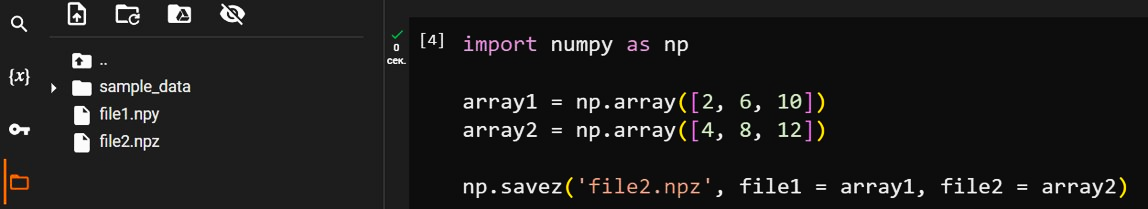 {x}
..
sample_data
file1.npy
file2.npz
0
сек.
[4] import numpy as np
array1 = np.array([2, 6, 10])
array2 = np.array([4, 8, 12])
np.savez('file2.npz', file1 = array1, file2 = array2)